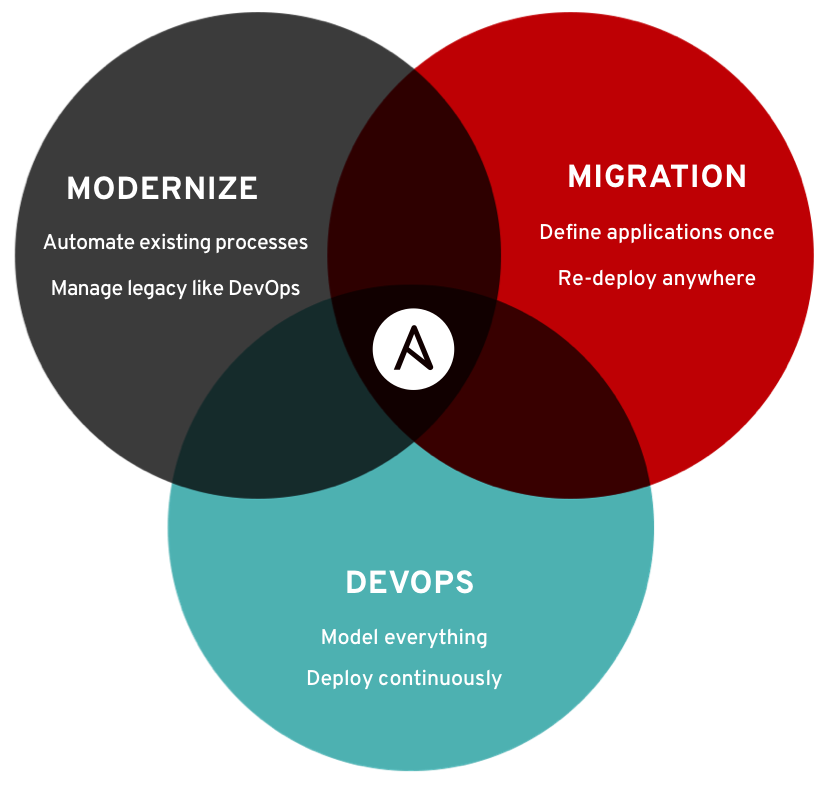 MODERNIZE
Automate existing processes
Manage legacy like DevOps
MIGRATION
Define applications once
Re-deploy anywhere
DEVOPS
Model everything
Deploy continuously